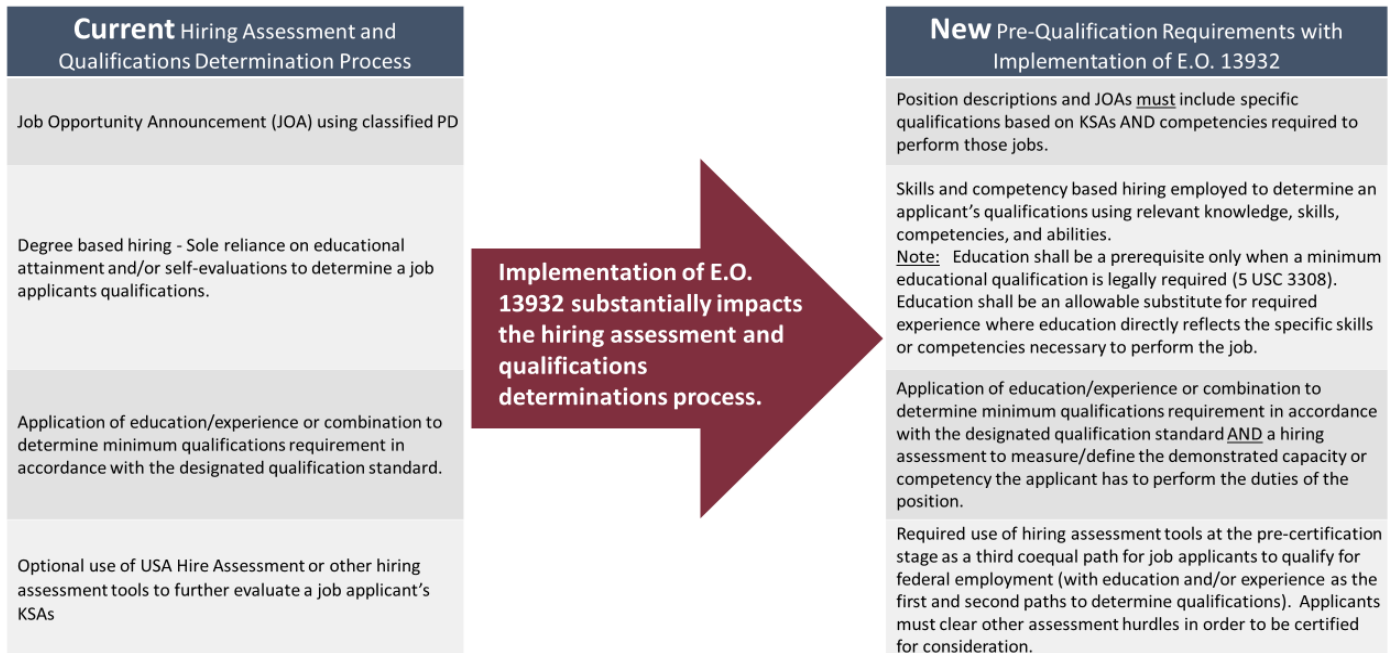 Current Hiring Assessment and
Qualifications Determination Process
Job Opportunity Announcement (JOA) using classified PD
Degree based hiring - Sole reliance on educational
attainment and/or self-evaluations to determine a job
applicants qualifications.
Application of education/experience or combination to
determine minimum qualifications requirement in
accordance with the designated qualification standard.
Optional use of USA Hire Assessment or other hiring
assessment tools to further evaluate a job applicant's
KSAs
Implementation of E.O.
13932 substantially impacts
the hiring assessment and
qualifications
determinations process.
New Pre-Qualification Requirements with
Implementation of E.O. 13932
Position descriptions and JOAs must include specific
qualifications based on KSAs AND competencies required to
perform those jobs.
Skills and competency based hiring employed to determine an
applicant's qualifications using relevant knowledge, skills,
competencies, and abilities.
Note: Education shall be a prerequisite only when a minimum
educational qualification is legally required (5 USC 3308).
Education shall be an allowable substitute for required
experience where education directly reflects the specific skills
or competencies necessary to perform the job.
Application of education/experience or combination to
determine minimum qualifications requirement in accordance
with the designated qualification standard AND a hiring
assessment to measure/define the demonstrated capacity or
competency the applicant has to perform the duties of the
position.
Required use of hiring assessment tools at the pre-certification
stage as a third coequal path for job applicants to qualify for
federal employment (with education and/or experience as the
first and second paths to determine qualifications). Applicants
must clear other assessment hurdles in order to be certified
for consideration.